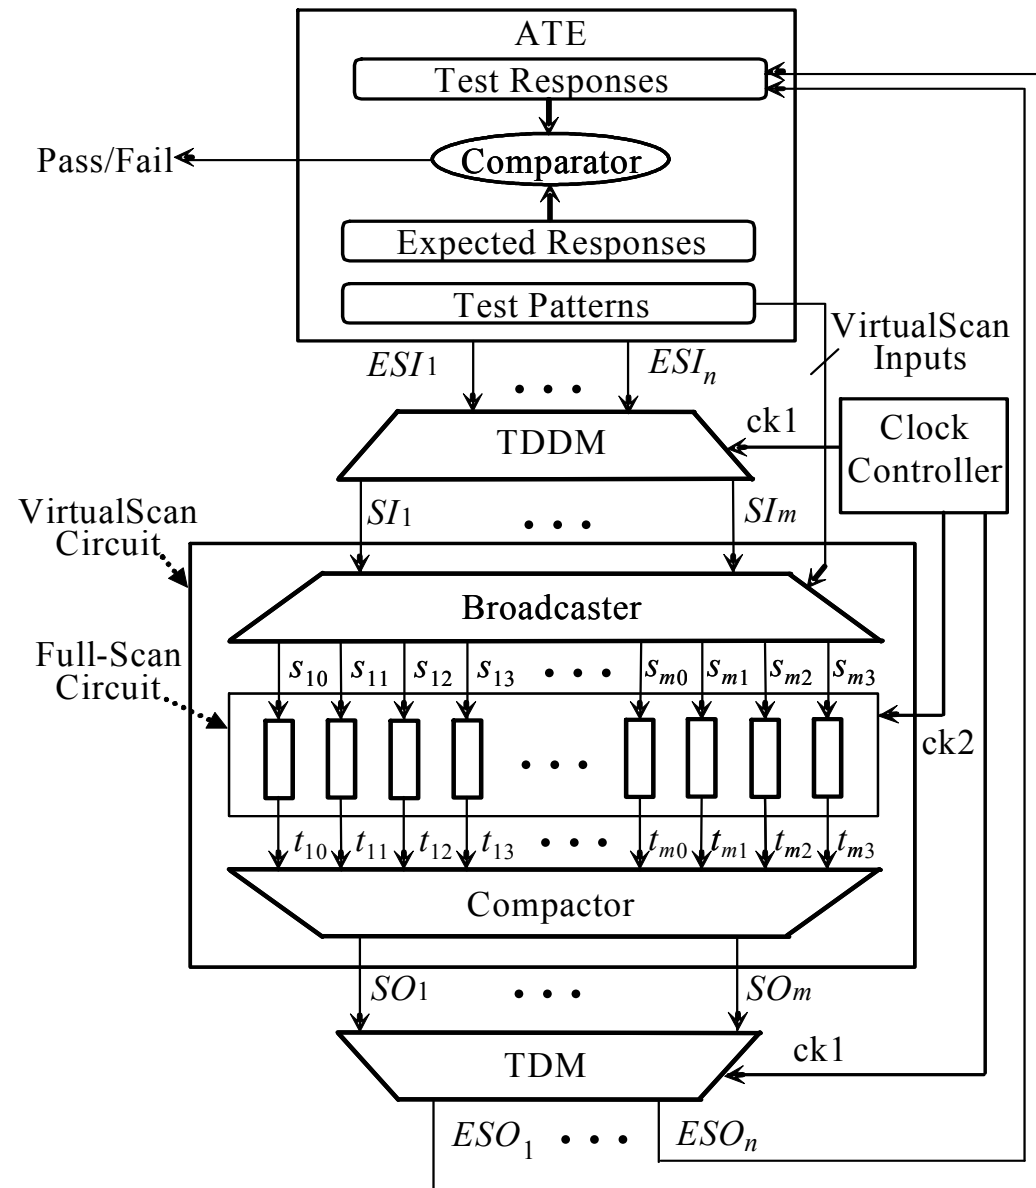 ATE
Test Responses
Pass/Fail
Comparator
Expected Responses
Test Patterns
VirtualScan
Inputs
ESI1
• • •
ESIn
ck1
Clock
Controller
TDDM
SI1
• • •
SIm
VirtualScan
Circuit
Broadcaster
Full-Scan
Circuit
s10 s11 s12 s13 • • • sm0 sm1 sm2 sm3
• • •
ck2
t10 t11 t12 t13 • • • tm0 tm1 tm2 tm3
Compactor
SO1 • • • SOm
TDM
ck1
ESO1 • • • ESOn